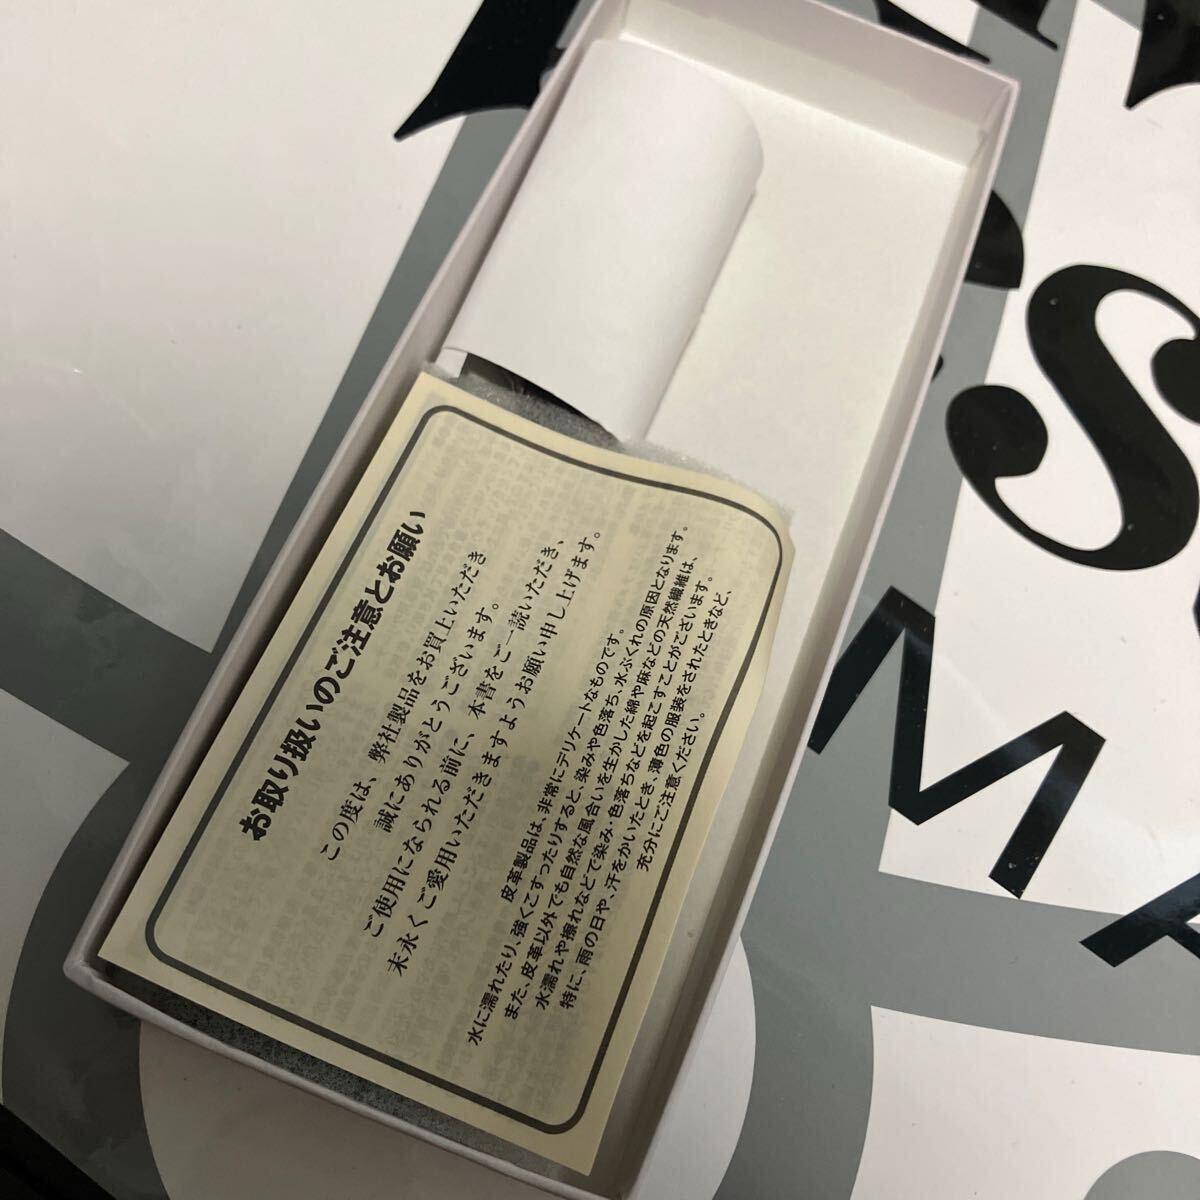 お取り扱いのご注意とお願い
この度は、弊社製品をお買上いただき
誠にありがとうございます。
ご使用になられる前に、本書をご一読いただき、
末永くご愛用いただきますようお願い申し上げます。
皮革製品は、非常にデリケートなものです。
水に濡れたり、強くこすったりすると、染みや色落ち、水ぶくれの原因となります。
また、皮革以外でも自然な風合いを生かした綿や麻などの天然繊維は、
水濡れや擦れなどで染み、色落ちなどを起こすことがございます。
特に、雨の日や、汗をかいたとき、薄色の服装をされたときなど、
充分にご注意ください。
S
MA